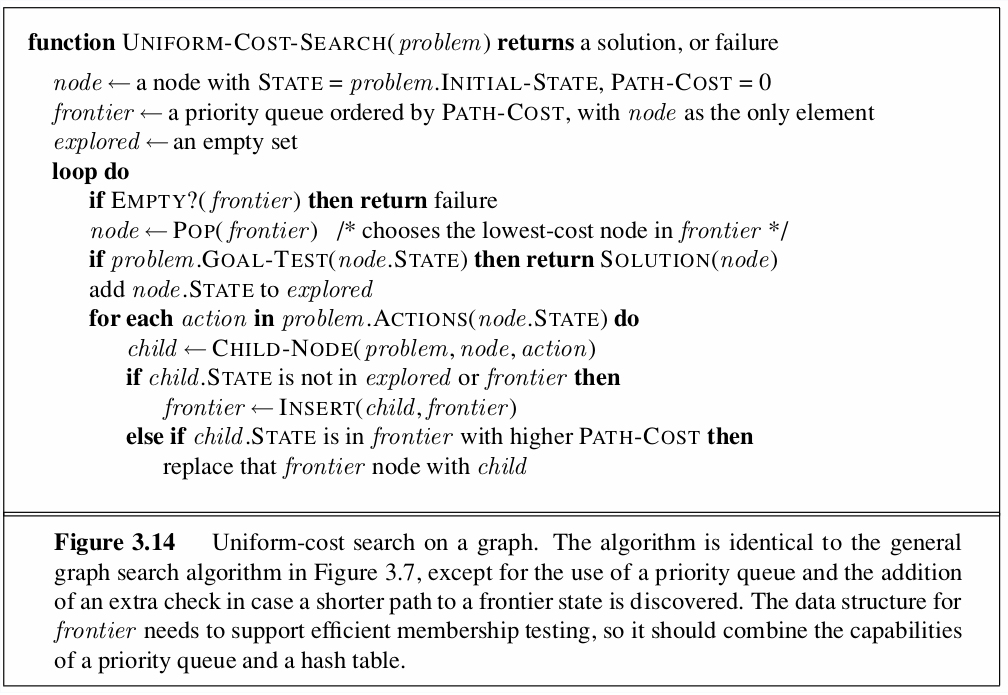 function UNIFORM-COST-SEARCH(problem) returns a solution, or failure
node ← a node with STATE = problem.INITIAL-STATE, PATH-COST = 0
frontier ← a priority queue ordered by PATH-COST, with node as the only element
explored ← an empty set
loop do
if EMPTY?(frontier) then return failure
node ← POP(frontier) /* chooses the lowest-cost node in frontier */
if problem.GOAL-TEST(node.STATE) then return SOLUTION(node)
add node.STATE to explored
for each action in problem.ACTIONS(node.STATE) do
child ← CHILD-NODE(problem, node, action)
if child.STATE is not in explored or frontier then
frontier ← INSERT(child, frontier)
else if child.STATE is in frontier with higher PATH-COST then
replace that frontier node with child
Figure 3.14 Uniform-cost search on a graph. The algorithm is identical to the general
graph search algorithm in Figure 3.7, except for the use of a priority queue and the addition
of an extra check in case a shorter path to a frontier state is discovered. The data structure for
frontier needs to support efficient membership testing, so it should combine the capabilities
of a priority queue and a hash table.